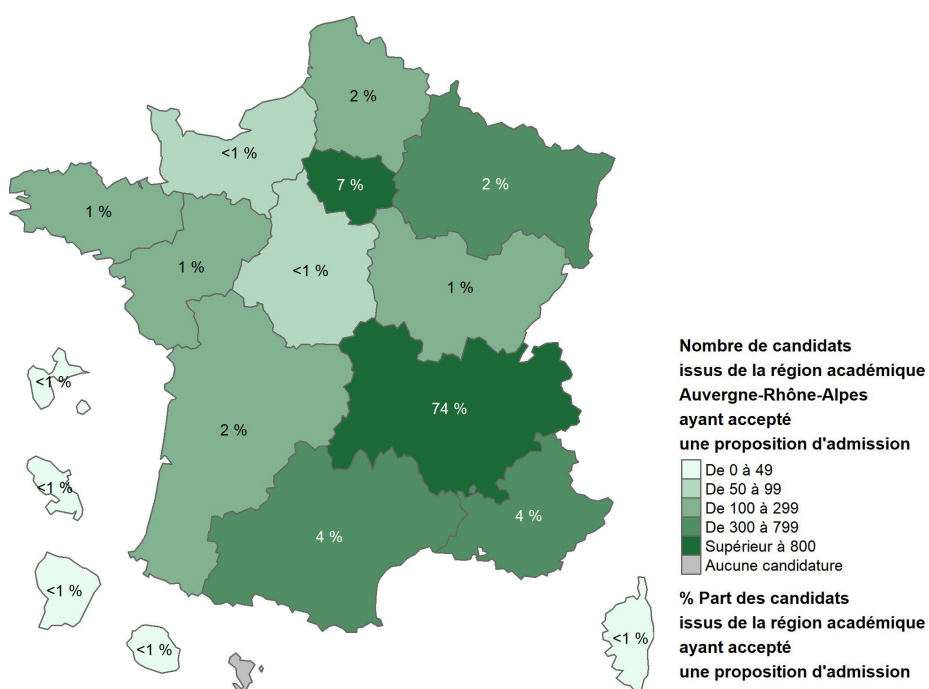 2 %
<1 %
7 %
2 %
1 %
1 %
<1 %
1 %
Nombre de candidats
issus de la région académique
Auvergne-Rhône-Alpes
ayant accepté
une proposition d'admission
<1 %
74 %
2 %
De 0 à 49
De 50 à 99
De 100 à 299
De 300 à 799
Supérieur à 800
Aucune candidature
<1 %
4 %
4 %
<1 %
% Part des candidats
issus de la région académique
ayant accepté
une proposition d'admission
<1 %
<1 %